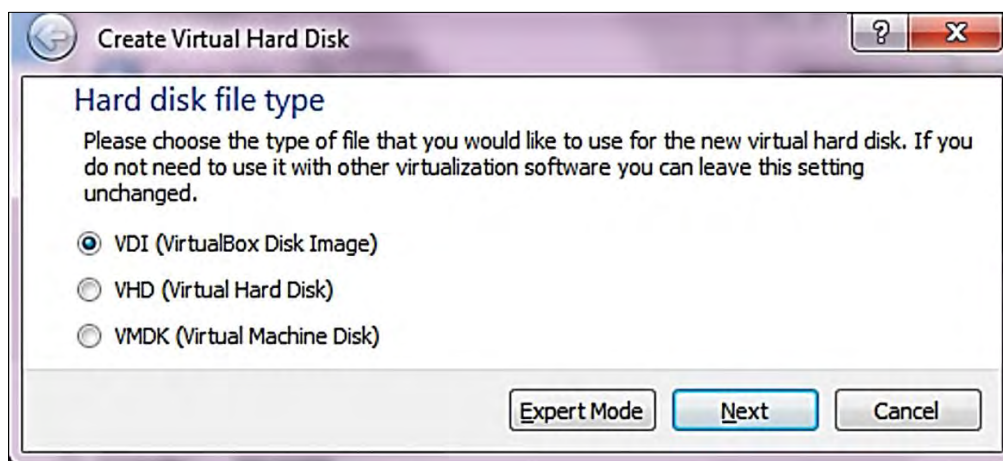 Create Virtual Hard Disk
?
X
Hard disk file type
Please choose the type of file that you would like to use for the new virtual hard disk. If you
do not need to use it with other virtualization software you can leave this setting
unchanged.
VDI (VirtualBox Disk Image)
VHD (Virtual Hard Disk)
VMDK (Virtual Machine Disk)
Expert Mode Next Cancel